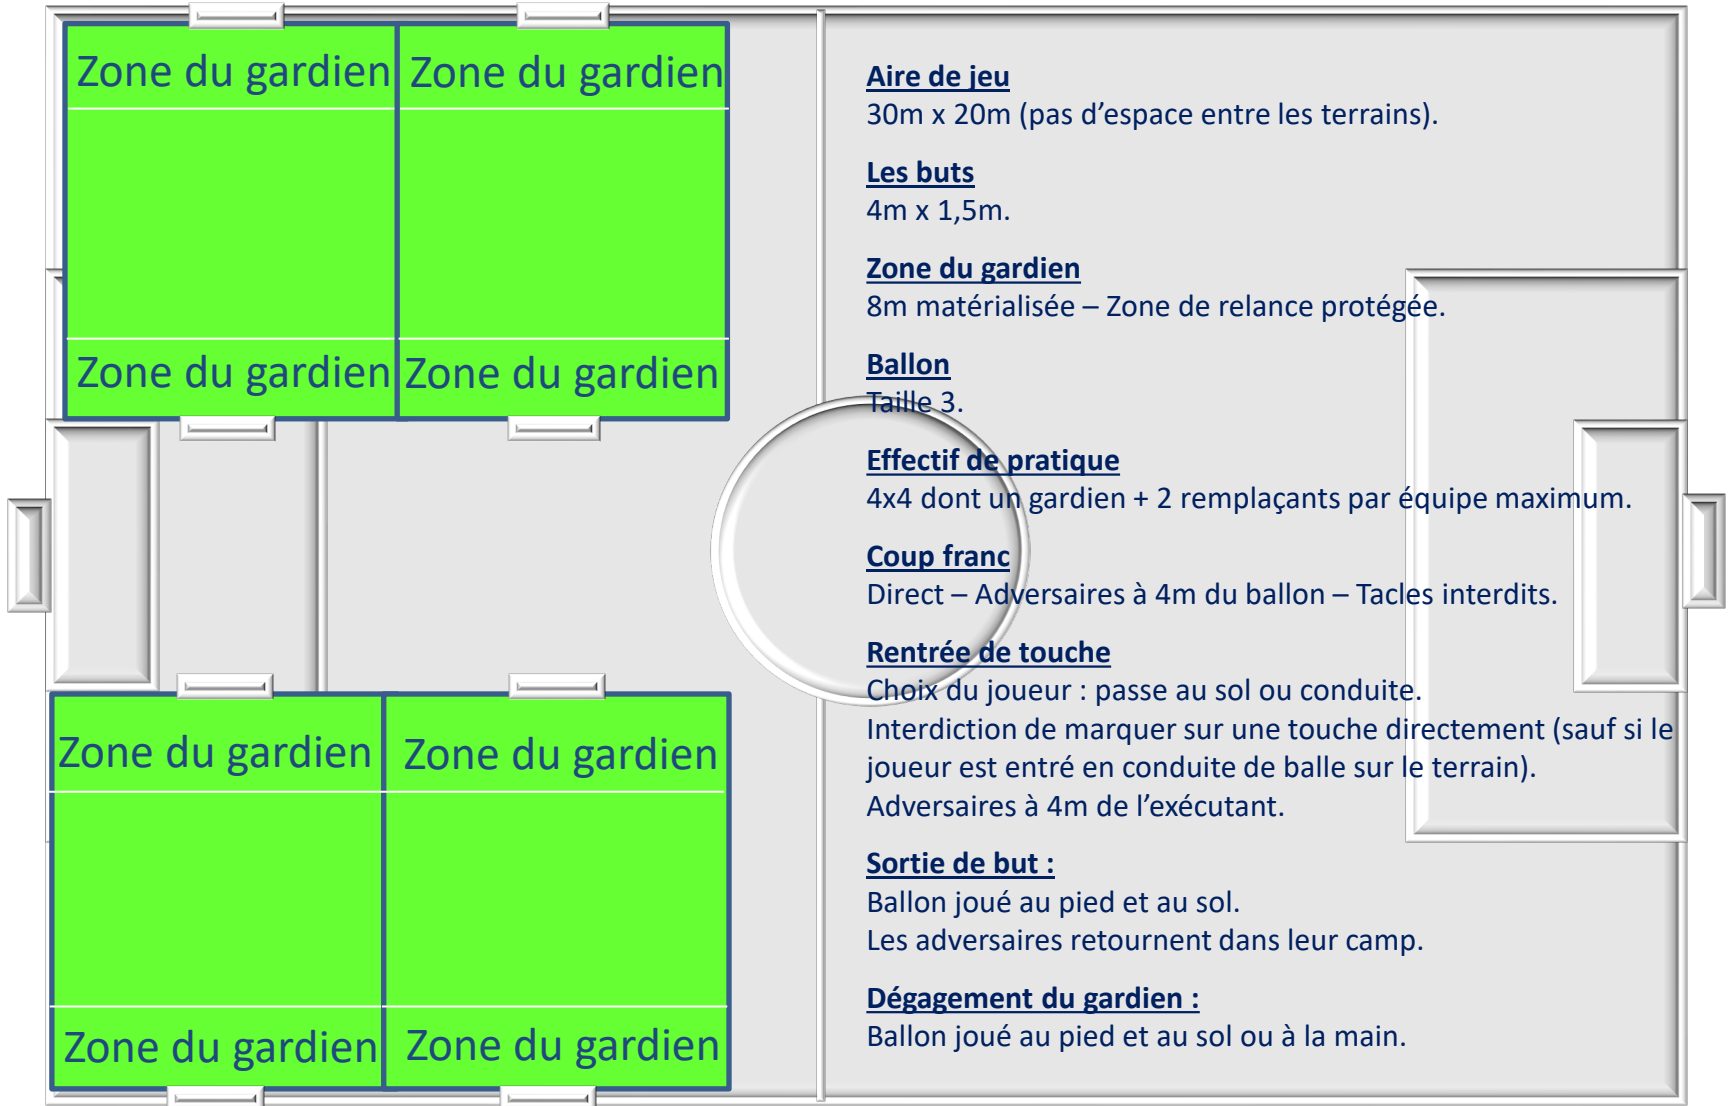 Zone du gardien
Zone du gardien
Zone du gardien
Zone du gardien
Zone du gardien
Zone du gardien
Zone du gardien
Zone du gardien
Aire de jeu
30m x 20m (pas d’espace entre les terrains).
Les buts
4m x 1,5m.
Zone du gardien
8m matérialisée – Zone de relance protégée.
Ballon
Taille 3.
Effectif de pratique
4x4 dont un gardien + 2 remplaçants par équipe maximum.
Coup franc
Direct – Adversaires à 4m du ballon – Tacles interdits.
Rentrée de touche
Choix du joueur : passe au sol ou conduite.
Interdiction de marquer sur une touche directement (sauf si le
joueur est entré en conduite de balle sur le terrain).
Adversaires à 4m de l’exécutant.
Sortie de but :
Ballon joué au pied et au sol.
Les adversaires retournent dans leur camp.
Dégagement du gardien :
Ballon joué au pied et au sol ou à la main.